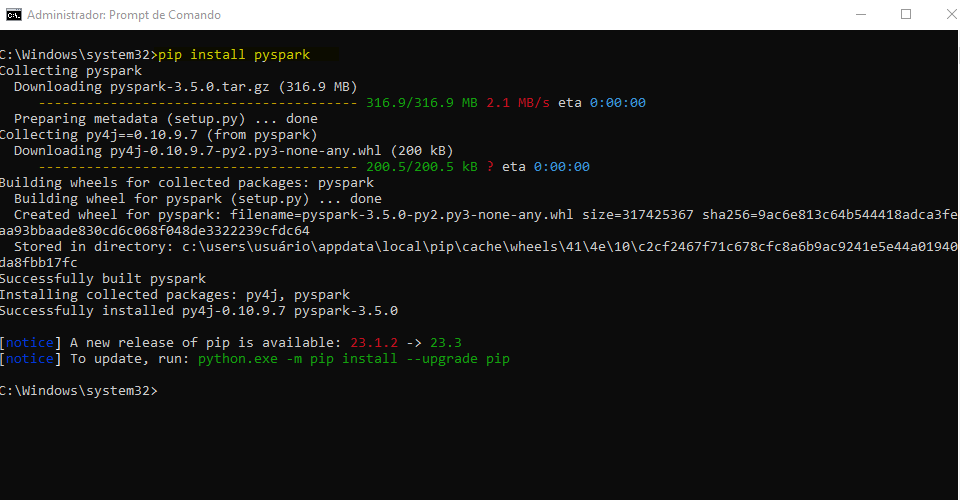 Administrador: Prompt de Comando
C:\Windows\system32>pip install pyspark
Collecting pyspark
  Downloading pyspark-3.5.0.tar.gz (316.9 MB)
     ---------------------------------------- 316.9/316.9 MB 2.1 MB/s eta 0:00:00
  Preparing metadata (setup.py) ... done
Collecting py4j==0.10.9.7 (from pyspark)
  Downloading py4j-0.10.9.7-py2.py3-none-any.whl (200 kB)
     ---------------------------------------- 200.5/200.5 kB ? eta 0:00:00
Building wheels for collected packages: pyspark
  Building wheel for pyspark (setup.py) ... done
  Created wheel for pyspark: filename=pyspark-3.5.0-py2.py3-none-any.whl size=317425367 sha256=9ac6e813c64b544418adca3fe
aa93bbaade830cd6c068f048de3322239cfdc64
  Stored in directory: c:\users\usuário\appdata\local\pip\cache\wheels\41\4e\10\c2cf2467f71c678cfc8a6b9ac9241e5e44a01940
da8fbb17fc
Successfully built pyspark
Installing collected packages: py4j, pyspark
Successfully installed py4j-0.10.9.7 pyspark-3.5.0
[notice] A new release of pip is available: 23.1.2 -> 23.3
[notice] To update, run: python.exe -m pip install --upgrade pip
C:\Windows\system32>